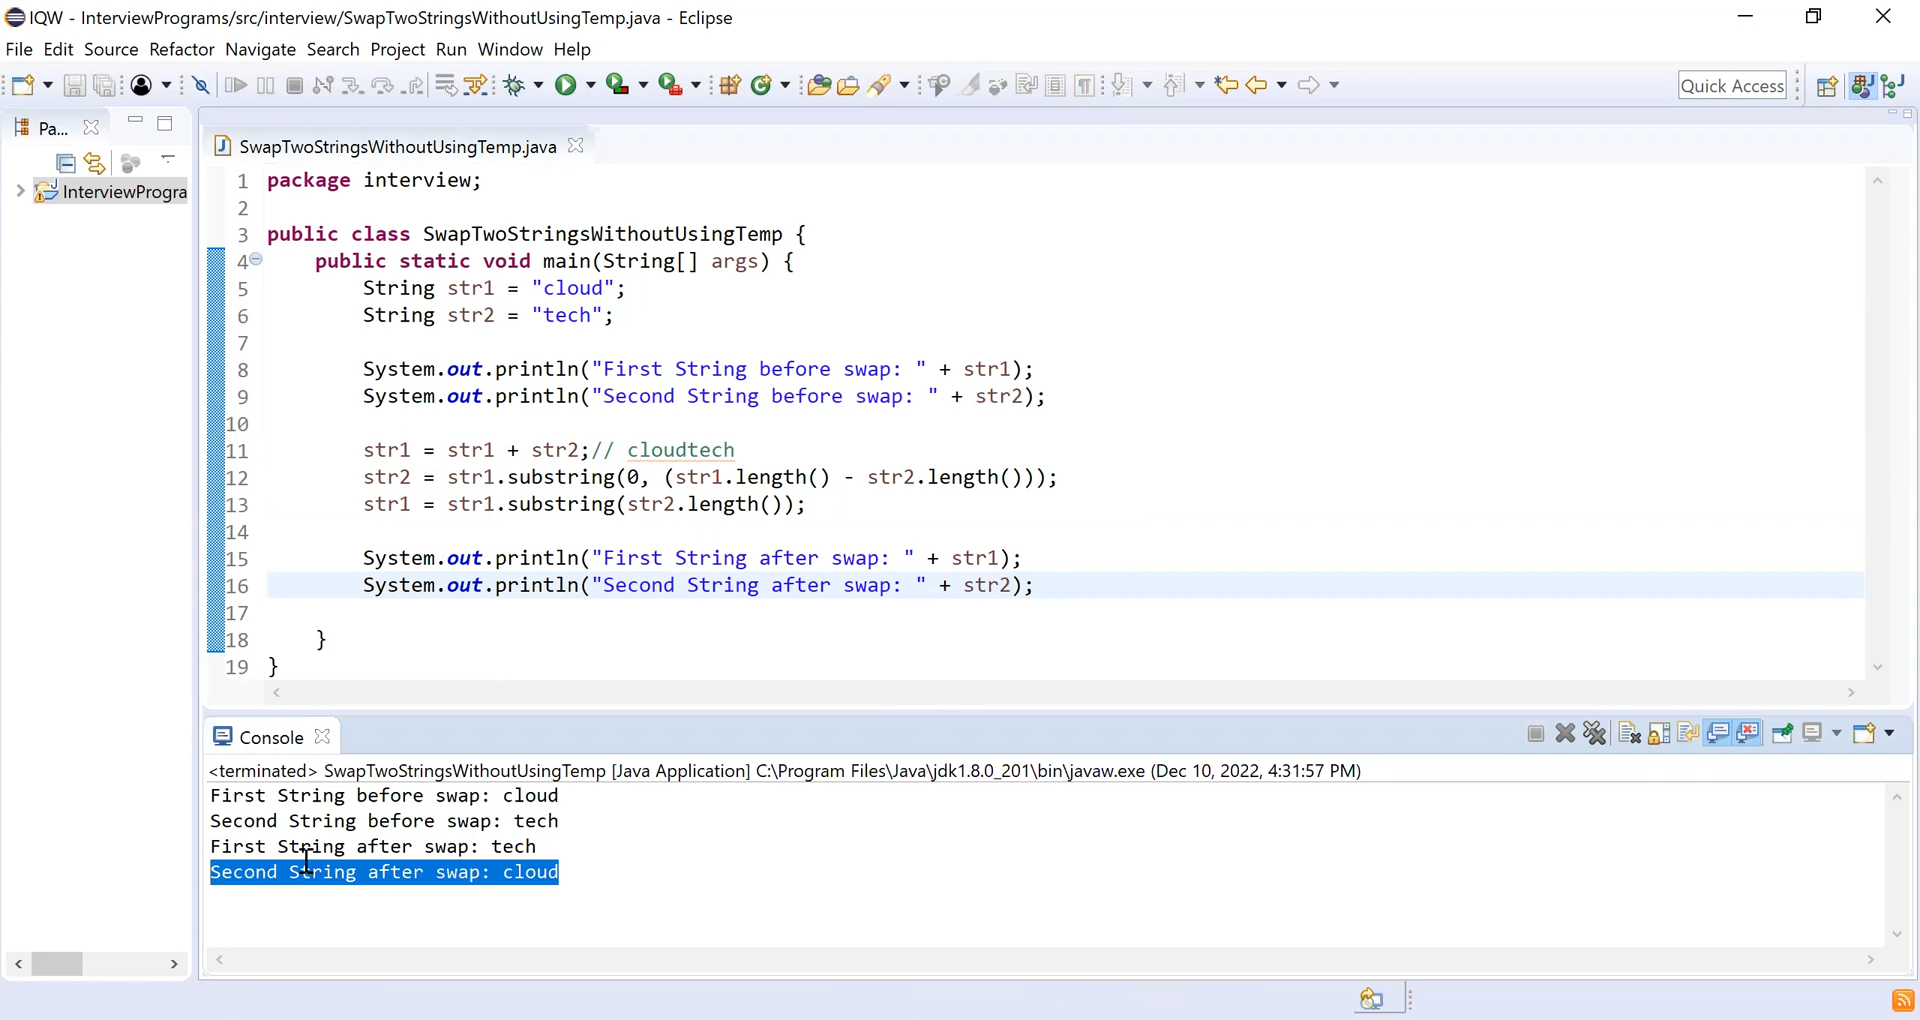 IQW - InterviewPrograms/src/interview/SwapTwoStringsWithoutUsingTemp.java - Eclipse
File Edit Source Refactor Navigate Search Project Run Window Help
Quick Access
Pa...
InterviewProgra
SwapTwoStringsWithoutUsingTemp.java
1 package interview;
2
3 public class SwapTwoStringsWithoutUsingTemp {
4 public static void main(String[] args) {
5 String str1 = "cloud";
6 String str2 = "tech";
7
8 System.out.println("First String before swap: " + str1);
9 System.out.println("Second String before swap: " + str2);
10
11 str1 = str1 + str2;// cloudtech
12 str2 = str1.substring(0, (str1.length() - str2.length()));
13 str1 = str1.substring(str2.length());
14
15 System.out.println("First String after swap: " + str1);
16 System.out.println("Second String after swap: " + str2);
17
18 }
19 }
Console
<terminated> SwapTwoStringsWithoutUsingTemp [Java Application] C:\Program Files\Java\jdk1.8.0_201\bin\javaw.exe (Dec 10, 2022, 4:31:57 PM)
First String before swap: cloud
Second String before swap: tech
First String after swap: tech
Second String after swap: cloud